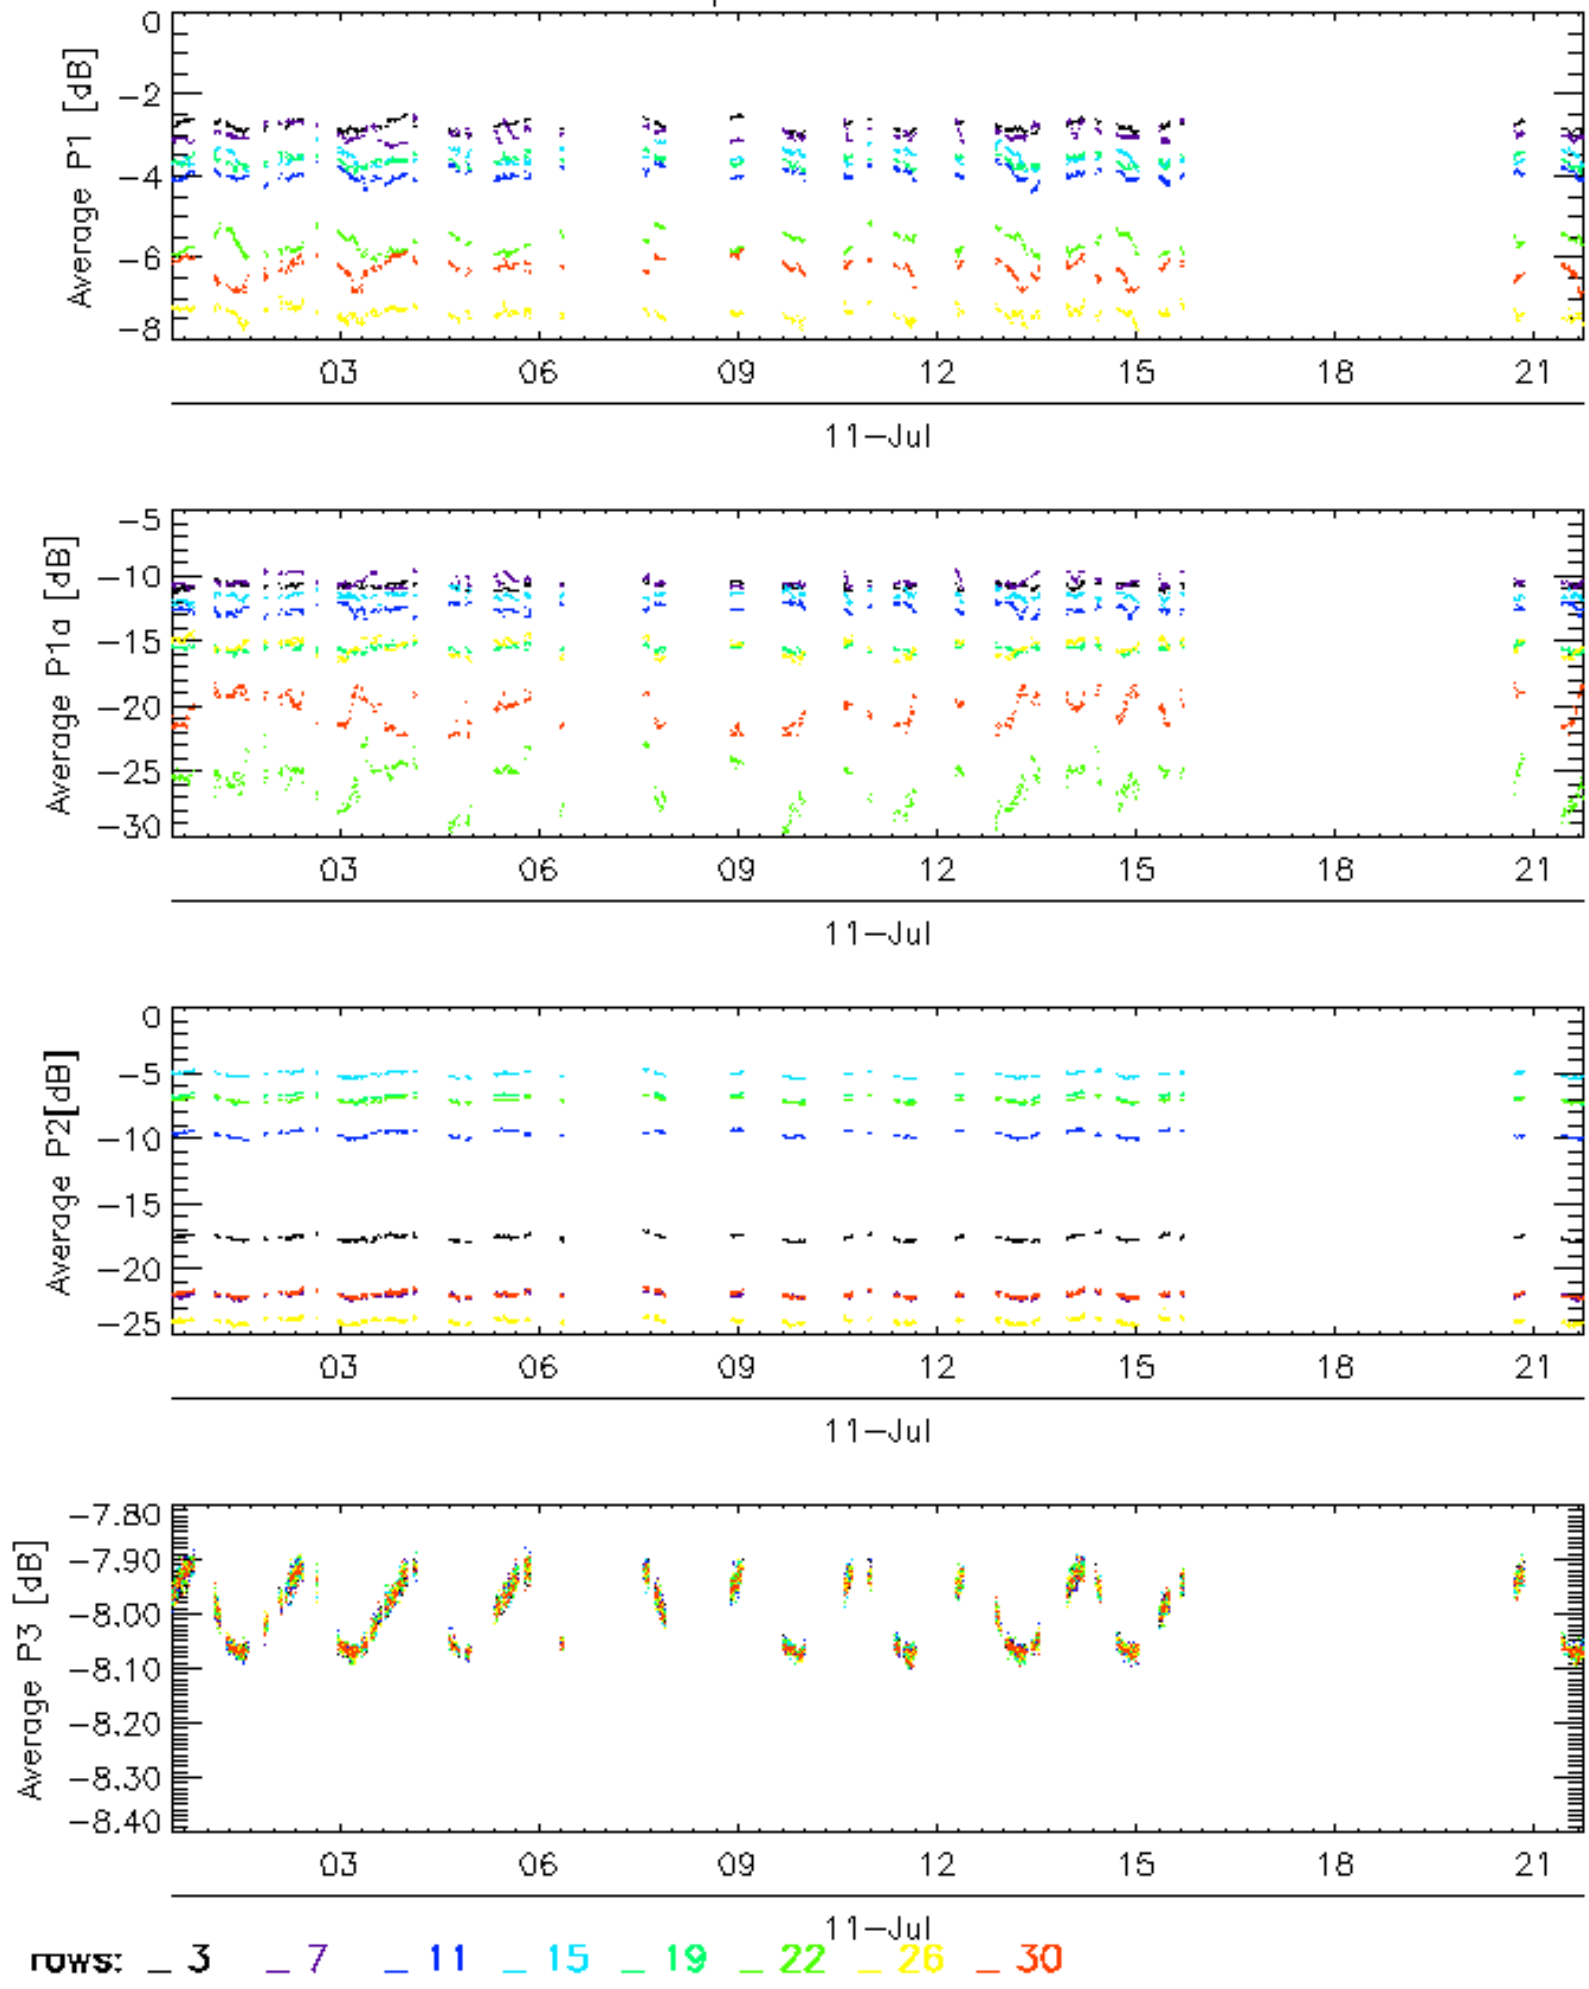 0
−2
−4
−6
−8
Average P1 [dB]
03 06 09 12 15 18 21
11−Jul
−5
−10
−15
−20
−25
−30
Average P1a [dB]
03 06 09 12 15 18 21
11−Jul
0
−5
−10
−15
−20
−25
Average P2[dB]
03 06 09 12 15 18 21
11−Jul
−7.80
−7.90
−8.00
−8.10
−8.20
−8.30
−8.40
Average P3 [dB]
03 06 09 12 15 18 21
11−Jul
rows: _ 3 _ 7 _ 11 _ 15 _ 19 _ 22 _ 26 _ 30